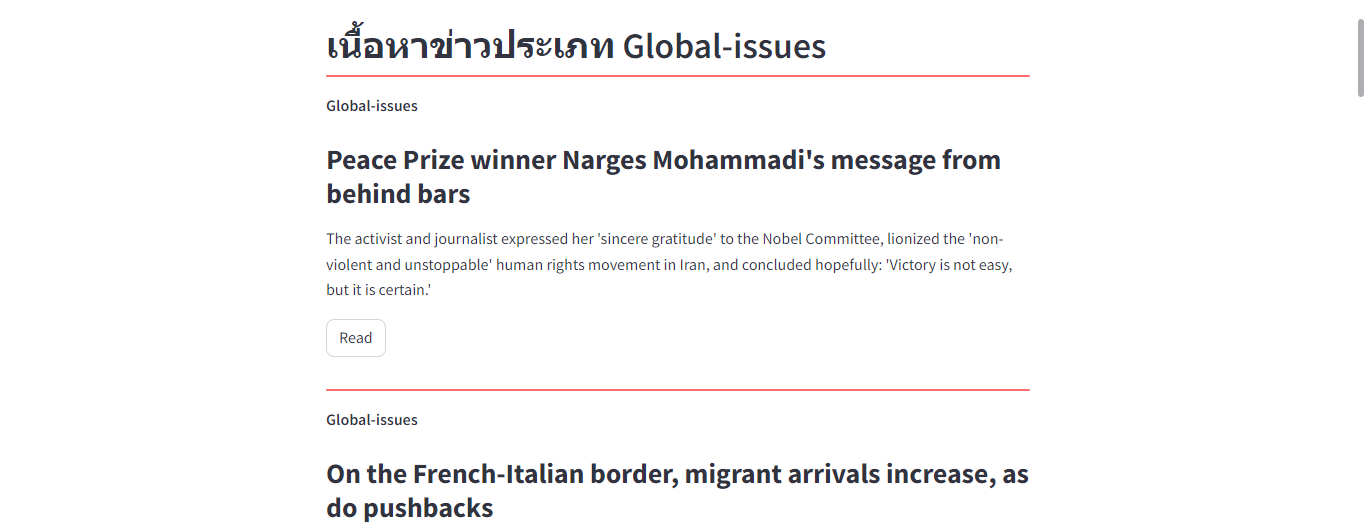 เนื้อหาข่าวประเภท Global-issues
Global-issues
Peace Prize winner Narges Mohammadi's message from
behind bars
The activist and journalist expressed her 'sincere gratitude' to the Nobel Committee, lionized the 'non-
violent and unstoppable' human rights movement in Iran, and concluded hopefully: 'Victory is not easy,
but it is certain.'
Read
Global-issues
On the French-Italian border, migrant arrivals increase, as
do pushbacks